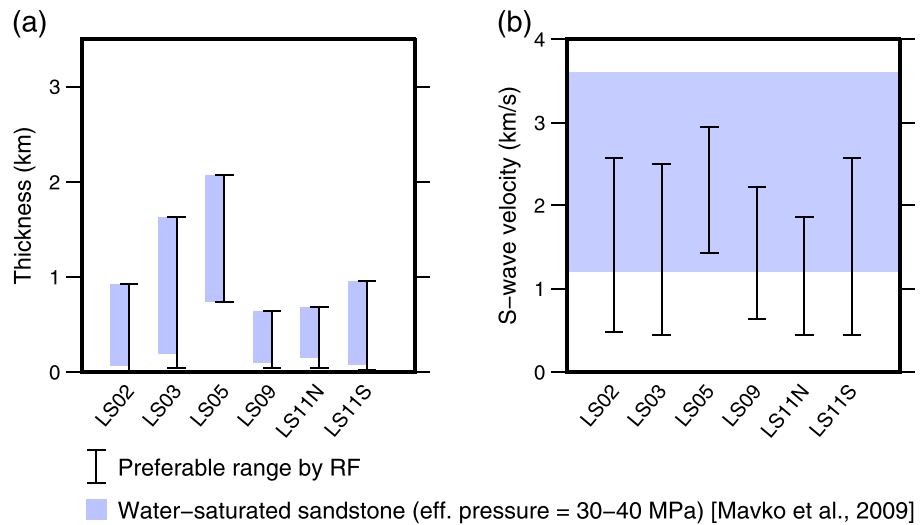 (a)
(b)
Thickness (km)
3
2
1
0
LS02
LS03
LS05
LS09
LS11N
LS11S
S−wave velocity (km/s)
4
3
2
1
0
LS02
LS03
LS05
LS09
LS11N
LS11S
Preferable range by RF
Water−saturated sandstone (eff. pressure = 30−40 MPa) [Mavko et al., 2009]